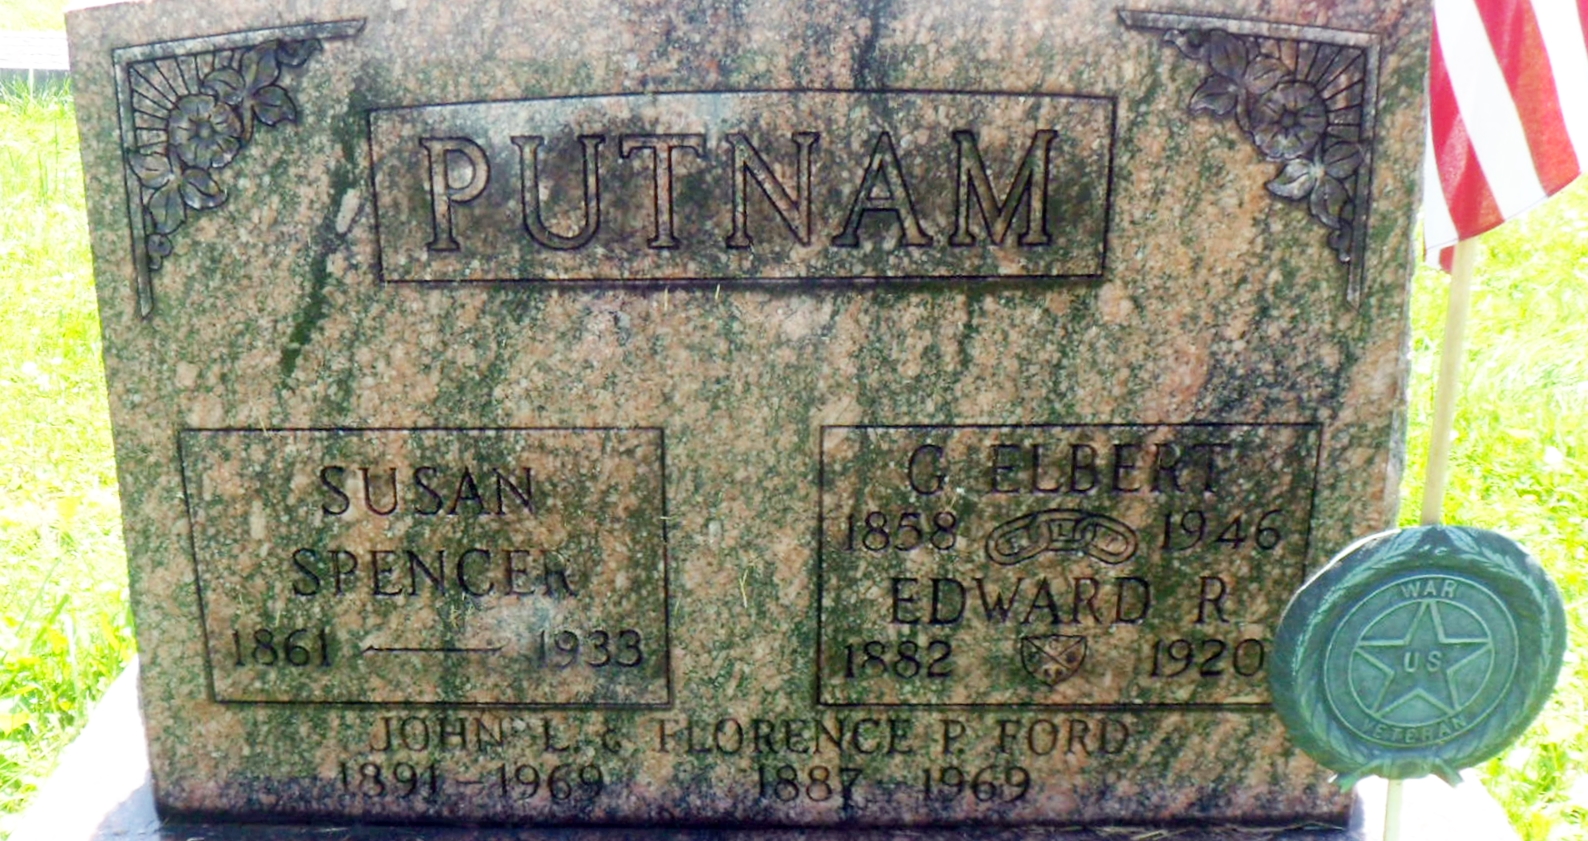 PUTNAM
SUSAN
SPENCER
1861 — 1933
G ELBERT
1858 FLT 1946
EDWARD R
1882 1920
JOHN L. & FLORENCE P. FORD
1891 - 1969 1887 - 1969
WAR
US
VETERAN